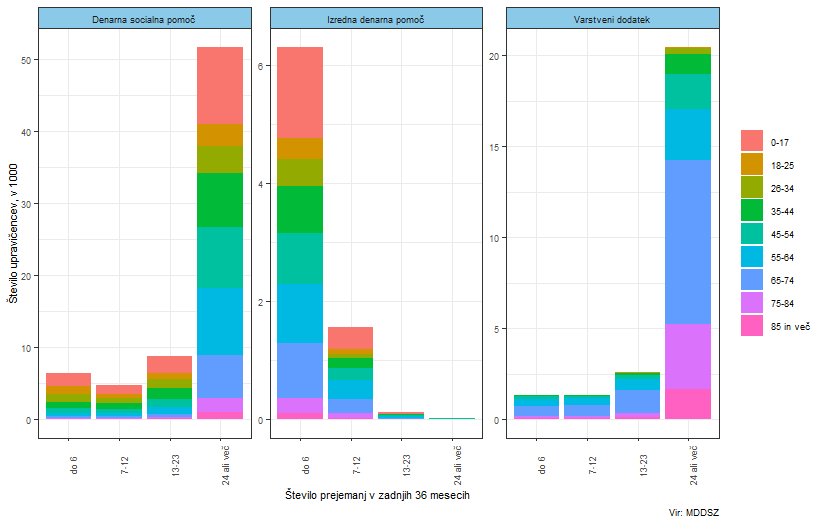 Denarna socialna pomoč
Izredna denarna pomoč
Varstveni dodatek
Število upravičencev, v 1000
50
40
30
20
10
0
6
4
2
0
20
15
10
5
0
do 6
7-12
13-23
24 ali več
do 6
7-12
13-23
24 ali več
do 6
7-12
13-23
24 ali več
Število prejemanj v zadnjih 36 mesecih
0-17
18-25
26-34
35-44
45-54
55-64
65-74
75-84
85 in več
Vir: MDDSZ